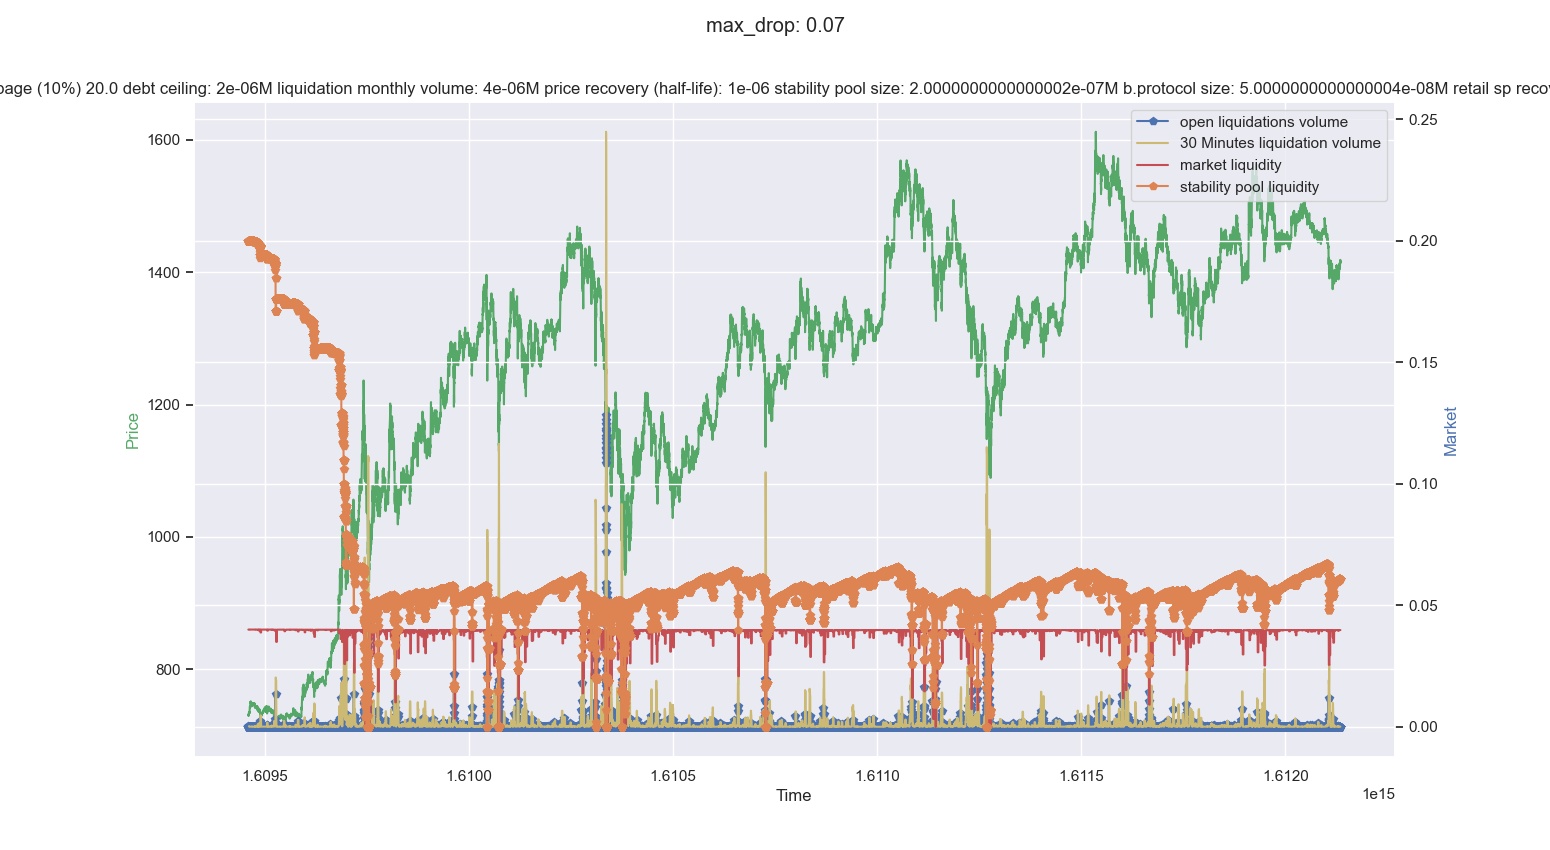 max_drop: 0.07
(10%) 20.0 debt ceiling: 2e-06M liquidation monthly volume: 4e-06M price recovery (half-life): 1e-06 stability pool size: 2.0000000000000002e-07M b.protocol size: 5.0000000000000004e-08M retail sp
1600
1400
1200
1000
800
Price
open liquidations volume
30 Minutes liquidation volume
market liquidity
stability pool liquidity
0.25
0.20
0.15
0.10
0.05
0.00
Market
1.6095 1.6100 1.6105 1.6110 1.6115 1.6120
1e15
Time